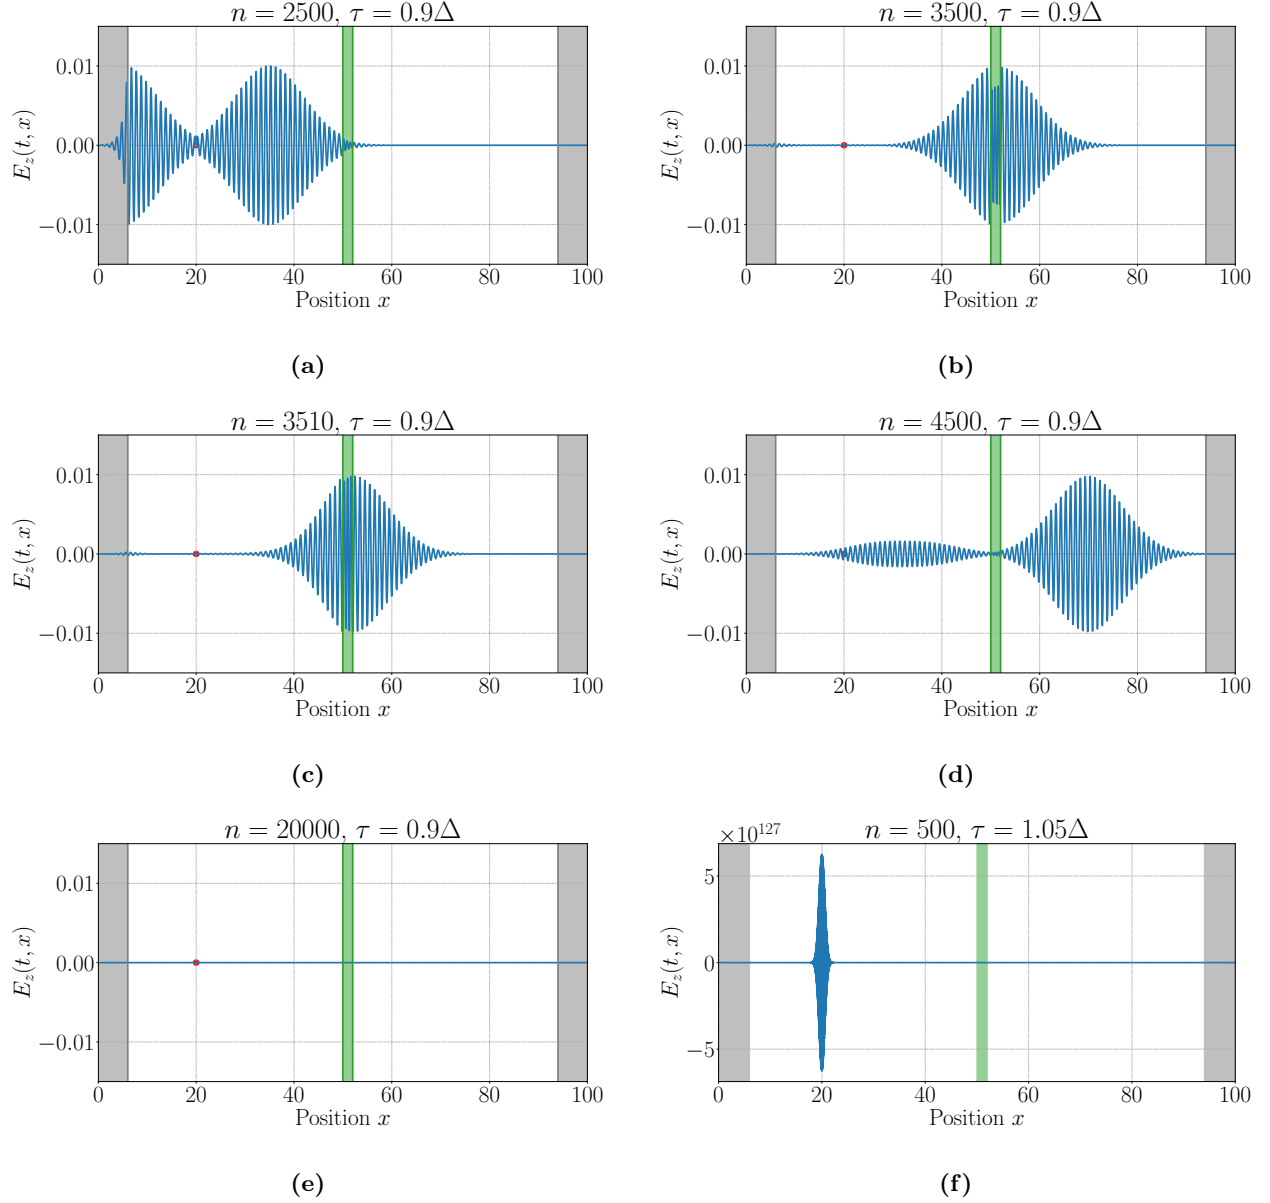 n = 2500, τ = 0.9Δ
0.01
0.00
−0.01
E_z(t, x)
0 20 40 60 80 100
Position x
(a)
n = 3500, τ = 0.9Δ
0.01
0.00
−0.01
E_z(t, x)
0 20 40 60 80 100
Position x
(b)
n = 3510, τ = 0.9Δ
0.01
0.00
−0.01
E_z(t, x)
0 20 40 60 80 100
Position x
(c)
n = 4500, τ = 0.9Δ
0.01
0.00
−0.01
E_z(t, x)
0 20 40 60 80 100
Position x
(d)
n = 20000, τ = 0.9Δ
0.01
0.00
−0.01
E_z(t, x)
0 20 40 60 80 100
Position x
(e)
×10^127 n = 500, τ = 1.05Δ
5
0
−5
E_z(t, x)
0 20 40 60 80 100
Position x
(f)